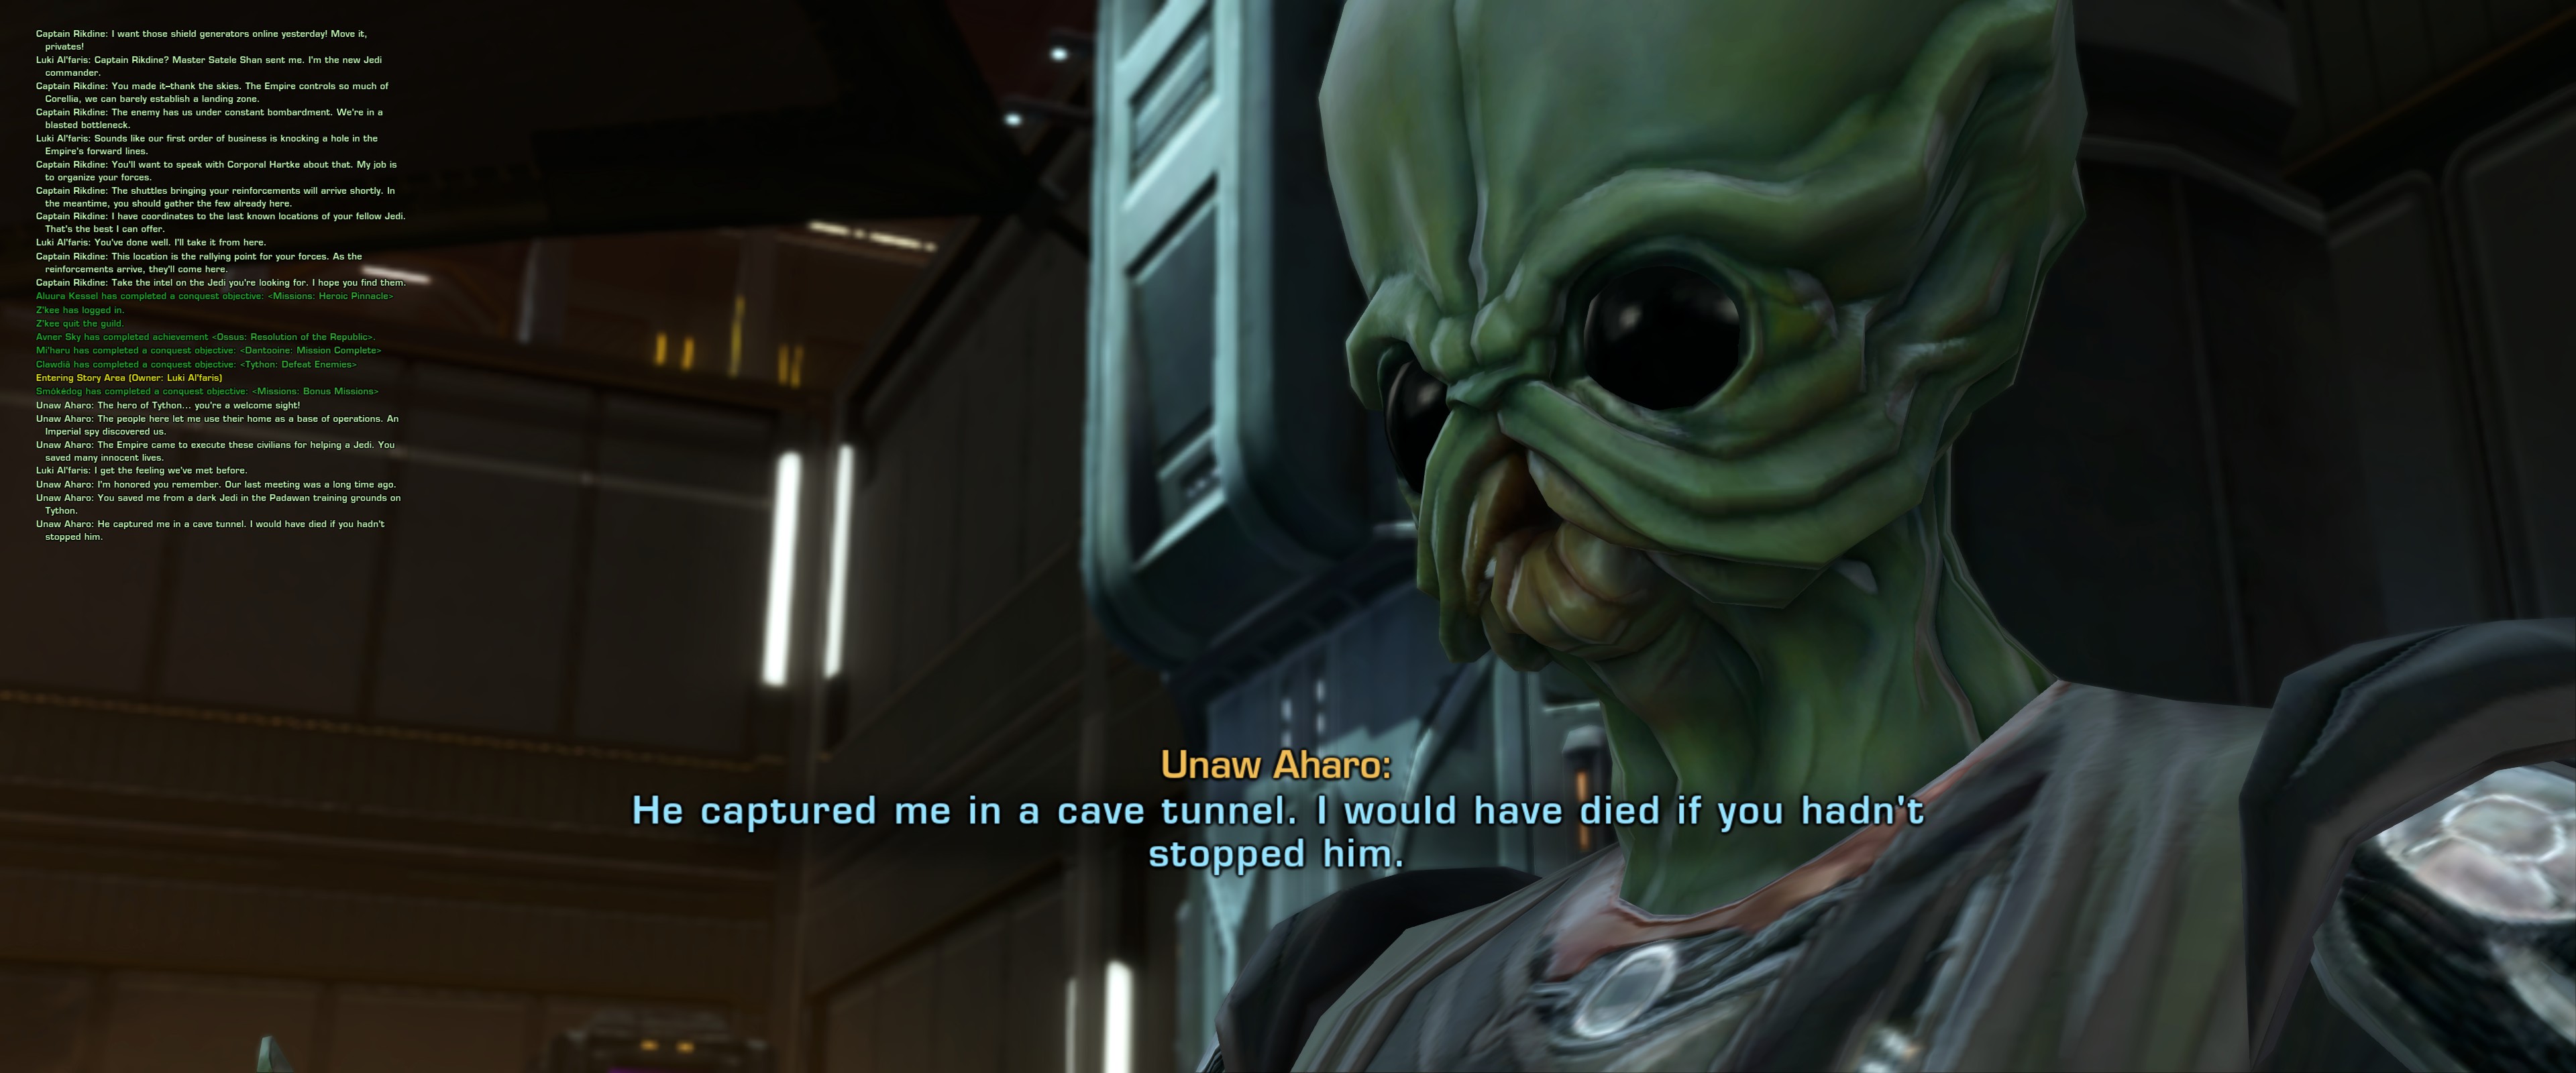 Captain Rikdine: I want those shield generators online yesterday! Move it,
privates!
Luki Al'faris: Captain Rikdine? Master Satele Shan sent me. I'm the new Jedi
commander.
Captain Rikdine: You made it—thank the skies. The Empire controls so much of
Corellia, we can barely establish a landing zone.
Captain Rikdine: The enemy has us under constant bombardment. We're in a
blasted bottleneck.
Luki Al'faris: Sounds like our first order of business is knocking a hole in the
Empire's forward lines.
Captain Rikdine: You'll want to speak with Corporal Hartke about that. My job is
to organize your forces.
Captain Rikdine: The shuttles bringing your reinforcements will arrive shortly. In
the meantime, you should gather the few already here.
Captain Rikdine: I have coordinates to the last known locations of your fellow Jedi.
That's the best I can offer.
Luki Al'faris: You've done well. I'll take it from here.
Captain Rikdine: This location is the rallying point for your forces. As the
reinforcements arrive, they'll come here.
Captain Rikdine: Take the intel on the Jedi you're looking for. I hope you find them.
Aluura Kessel has completed a conquest objective: <Missions: Heroic Pinnacle>
Z'kee has logged in.
Z'kee quit the guild.
Avner Sky has completed achievement <Ossus: Resolution of the Republic>.
Mi'haru has completed a conquest objective: <Dantooine: Mission Complete>
Clawdiâ has completed a conquest objective: <Tython: Defeat Enemies>
Entering Story Area (Owner: Luki Al'faris)
Smókèdog has completed a conquest objective: <Missions: Bonus Missions>
Unaw Aharo: The hero of Tython... you're a welcome sight!
Unaw Aharo: The people here let me use their home as a base of operations. An
Imperial spy discovered us.
Unaw Aharo: The Empire came to execute these civilians for helping a Jedi. You
saved many innocent lives.
Luki Al'faris: I get the feeling we've met before.
Unaw Aharo: I'm honored you remember. Our last meeting was a long time ago.
Unaw Aharo: You saved me from a dark Jedi in the Padawan training grounds on
Tython.
Unaw Aharo: He captured me in a cave tunnel. I would have died if you hadn't
stopped him.
Unaw Aharo:
He captured me in a cave tunnel. I would have died if you hadn't
stopped him.